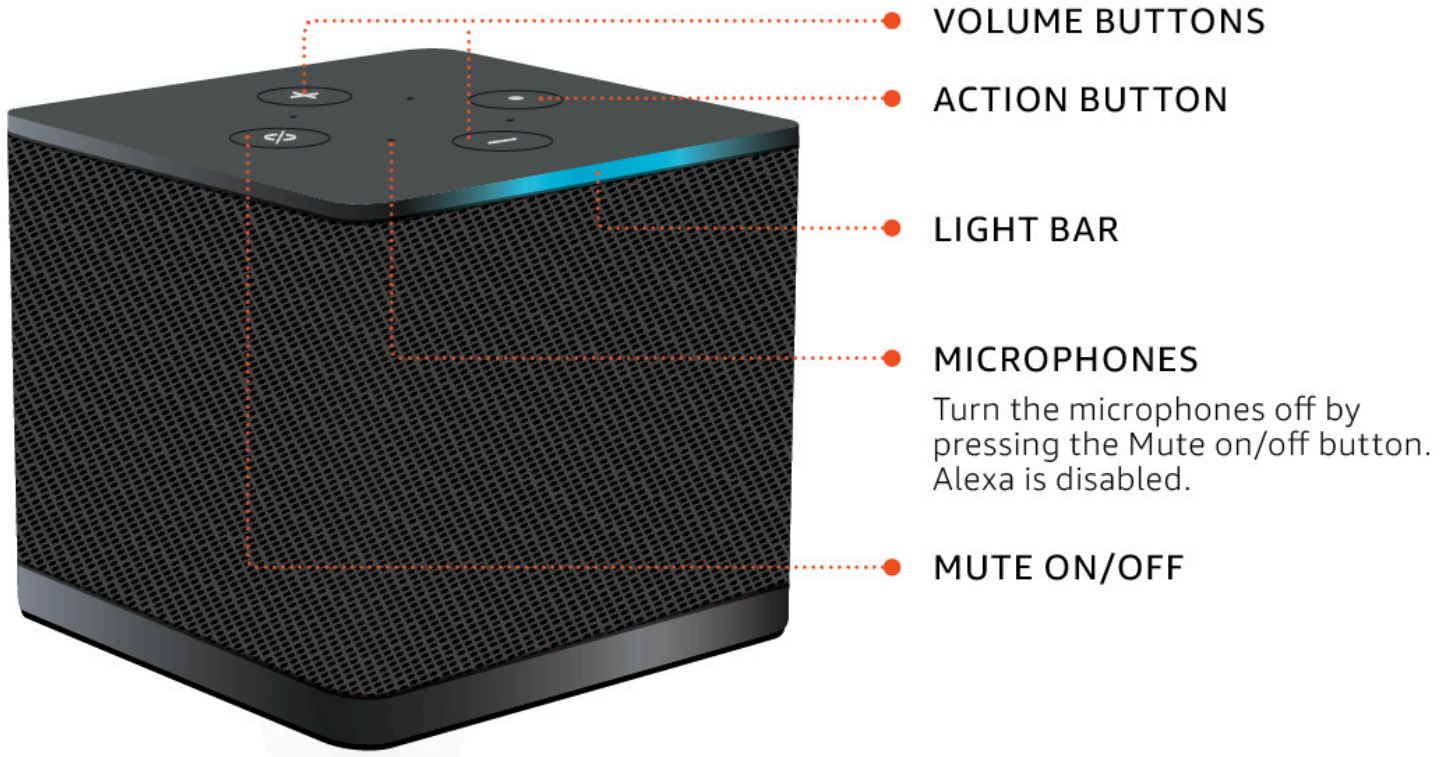 VOLUME BUTTONS
ACTION BUTTON
LIGHT BAR
MICROPHONES
Turn the microphones off by
pressing the Mute on/off button.
Alexa is disabled.
MUTE ON/OFF